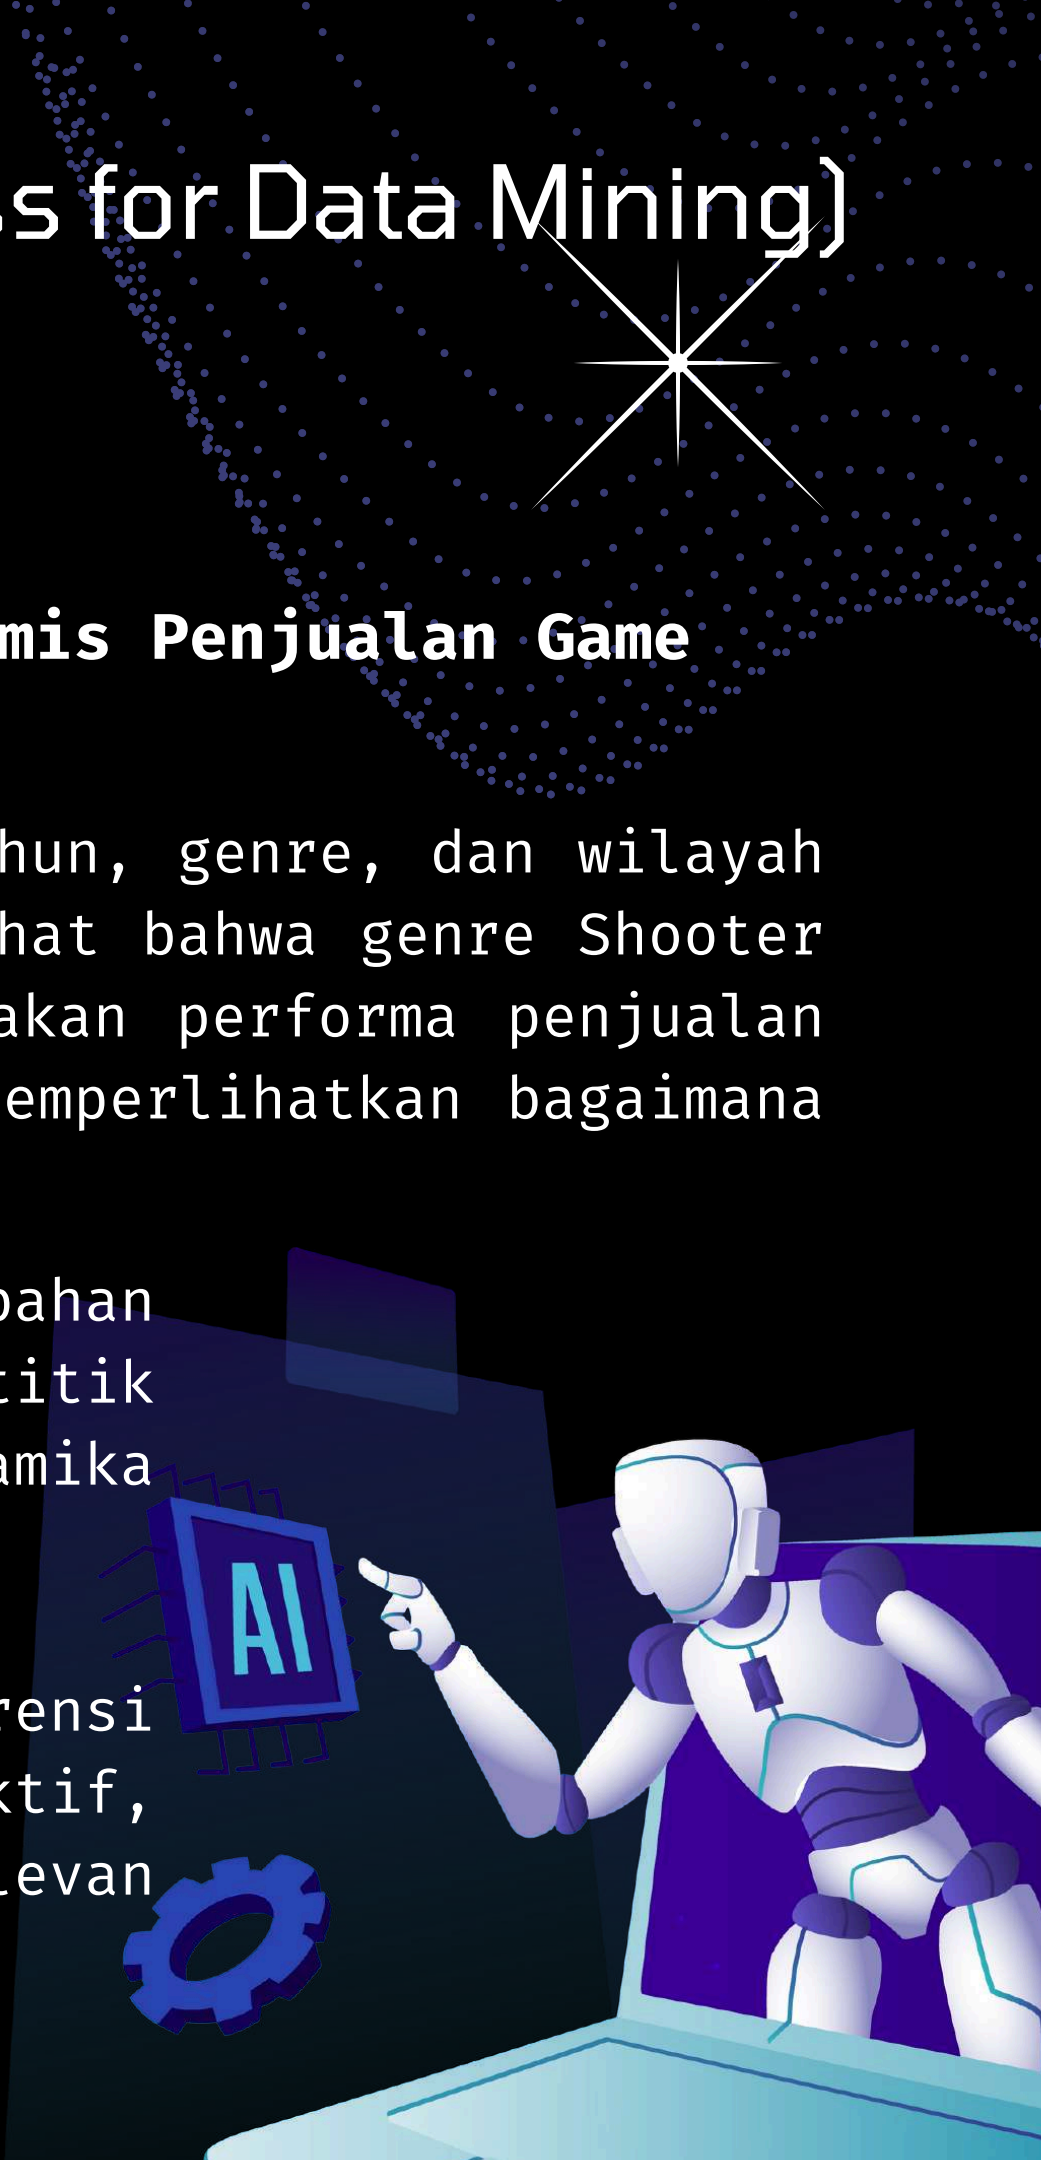 s for Data Mining)
mis Penjualan Game
hun, genre, dan wilayah
hat bahwa genre Shooter
akan performa penjualan
emperlihatkan bagaimana
bahan
titik
amika
AI
rensi
ktif,
levan